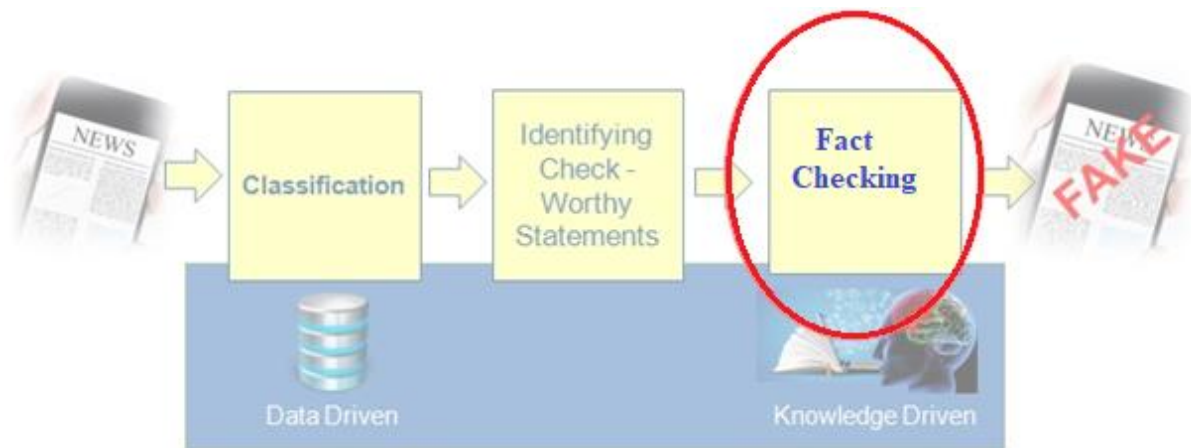 NEWS
Classification
Identifying
Check -
Worthy
Statements
Fact
Checking
NEWS
FAKE
Data Driven
Knowledge Driven